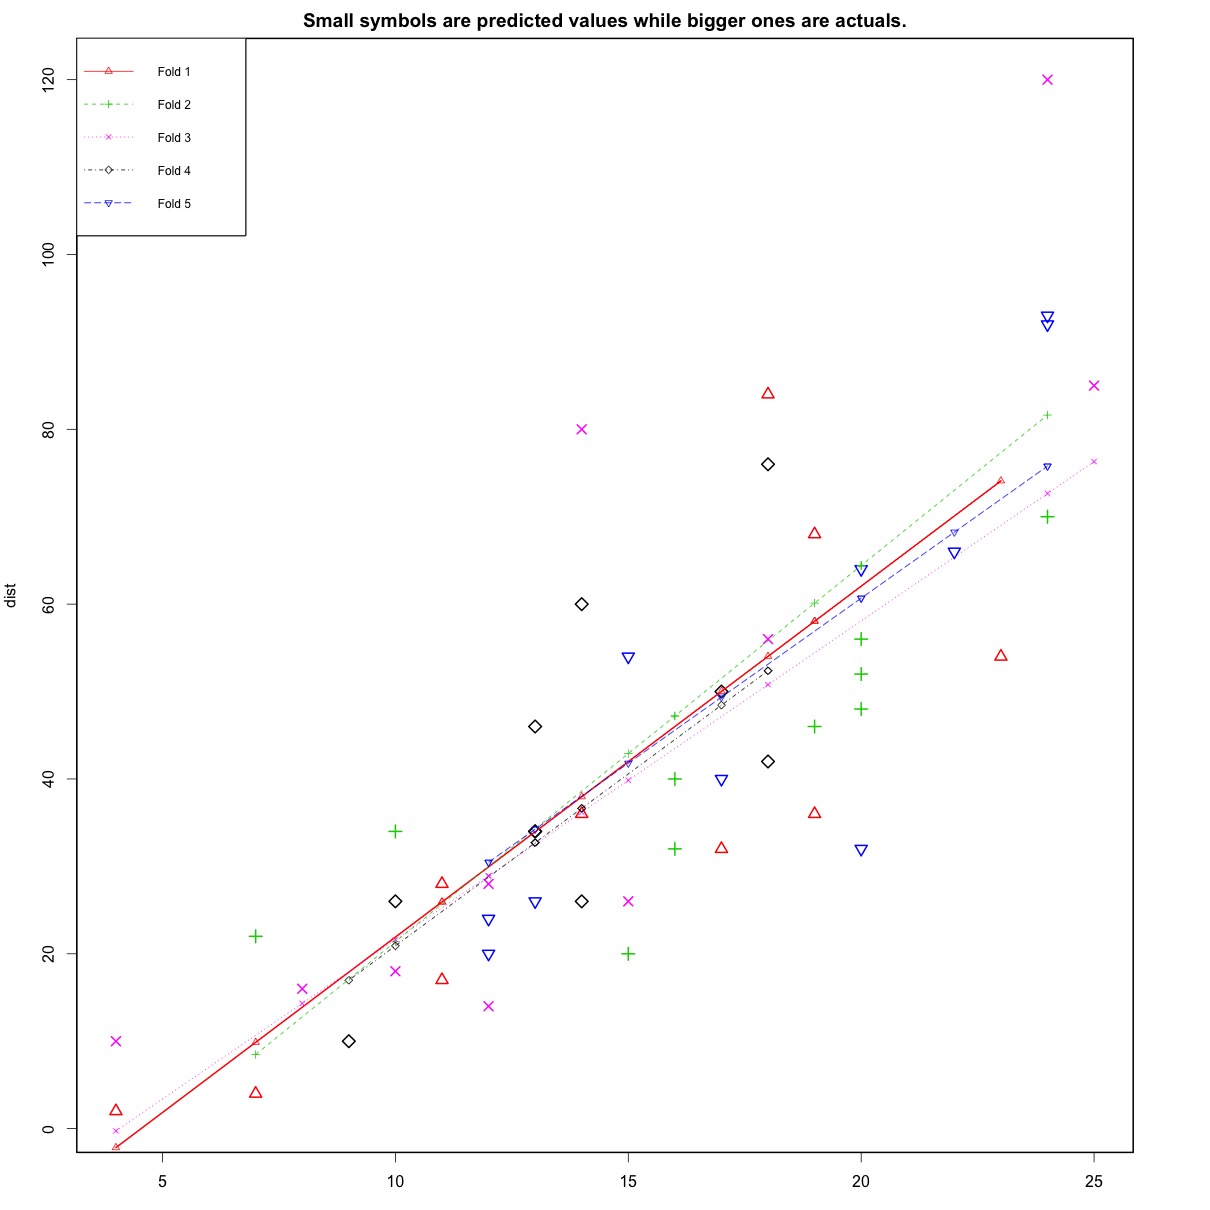 Small symbols are predicted values while bigger ones are actuals.
Fold 1
Fold 2
Fold 3
Fold 4
Fold 5
120
100
80
60
40
20
0
dist
5 10 15 20 25